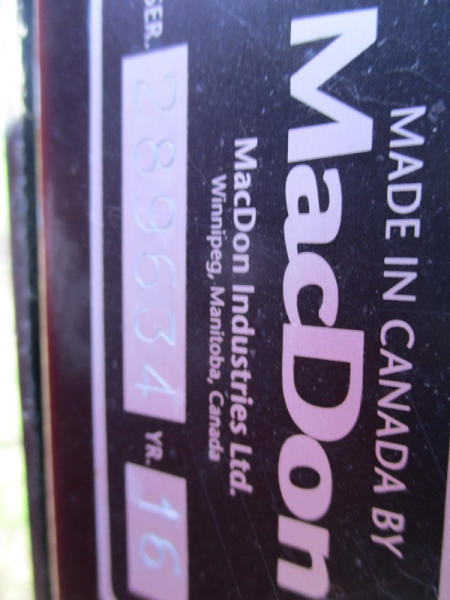 MADE IN CANADA BY
MacDon
MacDon Industries Ltd.
Winnipeg, Manitoba, Canada
SER. 289634 YR. 16